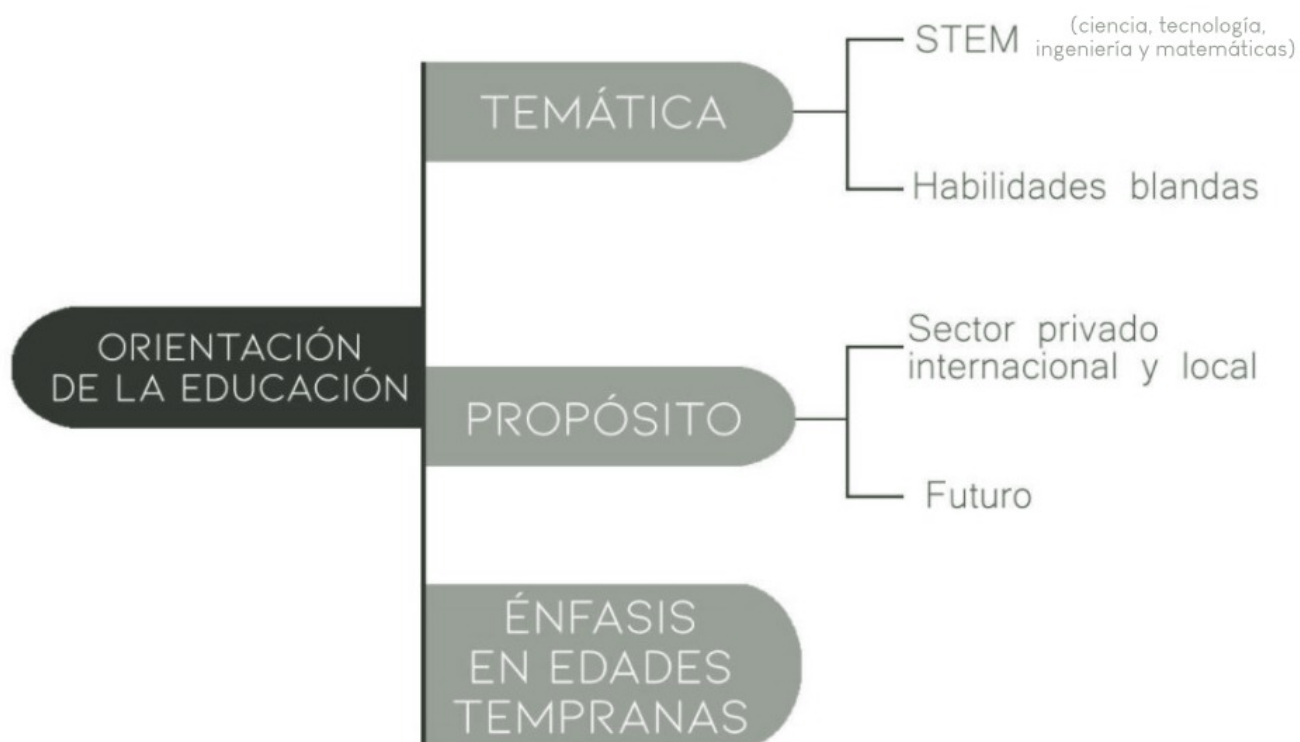 ORIENTACIÓN
DE LA EDUCACIÓN
TEMÁTICA
STEM
(ciencia, tecnología,
ingeniería y matemáticas)
Habilidades blandas
PROPÓSITO
Sector privado
internacional y local
Futuro
ÉNFASIS
EN EDADES
TEMPRANAS